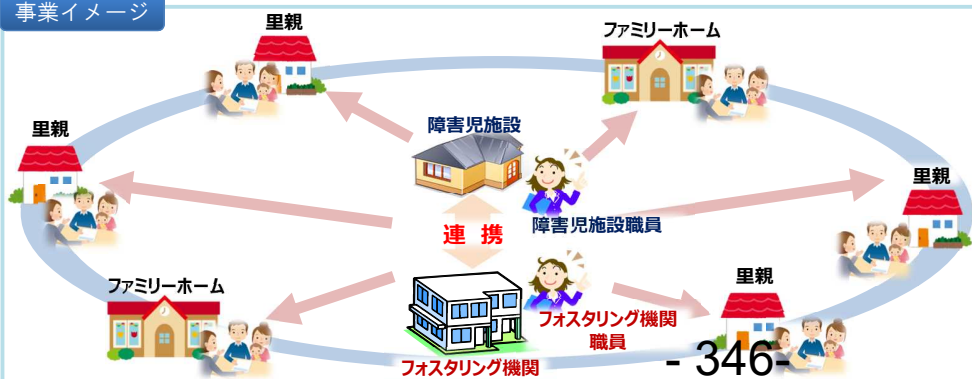 事業イメージ
里親
ファミリーホーム
障害児施設
里親
里親
障害児施設職員
連 携
ファミリーホーム
里親
フォスタリング機関
職員
フォスタリング機関
- 346-